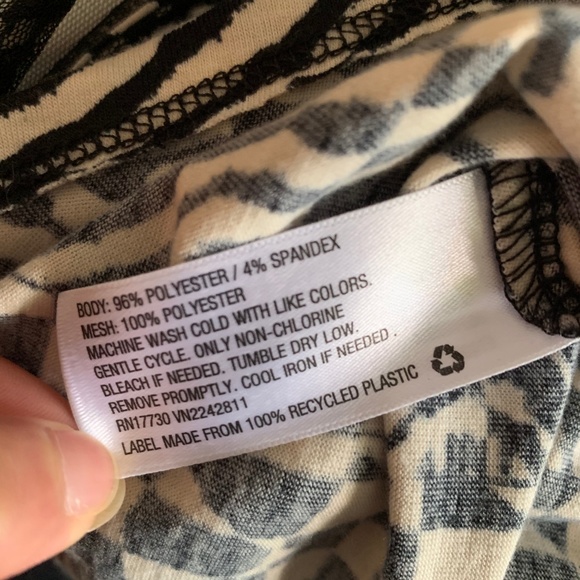 BODY: 96% POLYESTER / 4% SPANDEX
MESH: 100% POLYESTER
MACHINE WASH COLD WITH LIKE COLORS.
GENTLE CYCLE. ONLY NON-CHLORINE
BLEACH IF NEEDED. TUMBLE DRY LOW.
REMOVE PROMPTLY. COOL IRON IF NEEDED .
RN17730 VN2242811
LABEL MADE FROM 100% RECYCLED PLASTIC